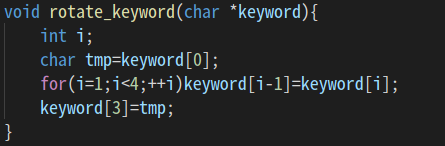 void rotate_keyword(char *keyword){
    int i;
    char tmp=keyword[0];
    for(i=1;i<4;++i)keyword[i-1]=keyword[i];
    keyword[3]=tmp;
}